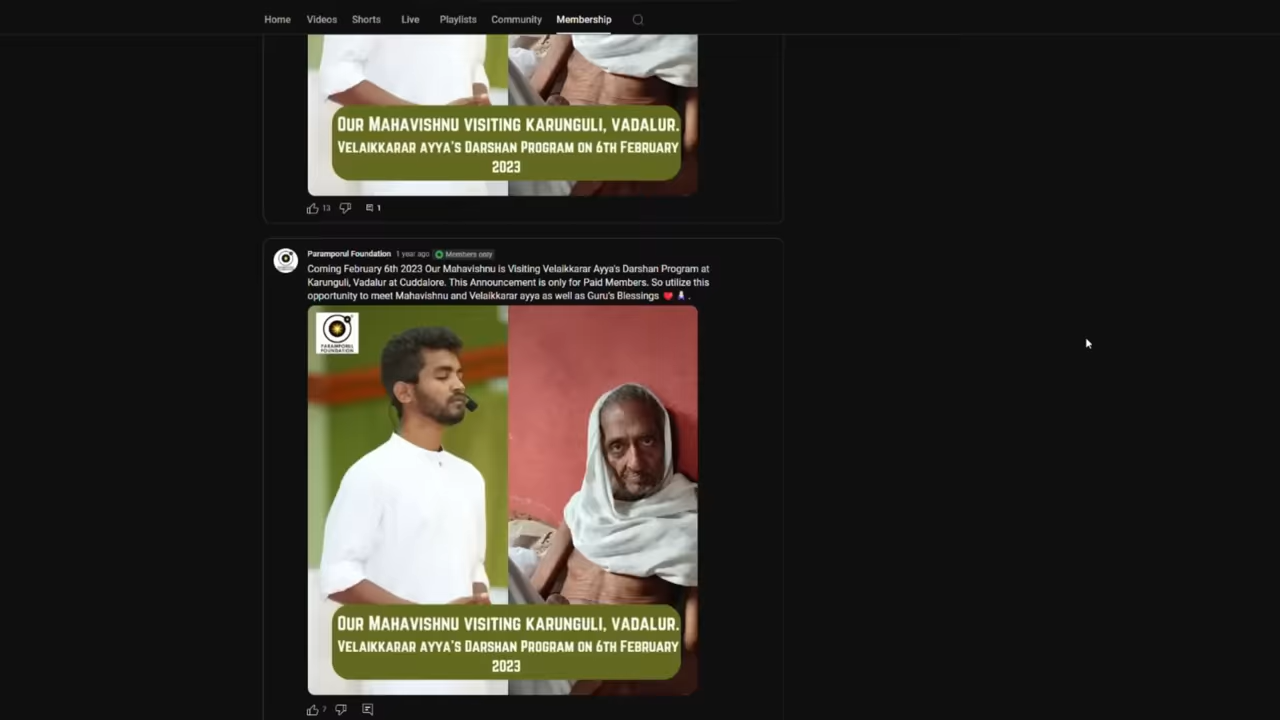 Home Videos Shorts Live Playlists Community Membership
OUR MAHAVISHNU VISITING KARUNGULI, VADALUR.
VELAIKKARAR AYYA'S DARSHAN PROGRAM ON 6TH FEBRUARY
2023
13 1
Paramporul Foundation 1 year ago Members only
Coming February 6th 2023 Our Mahavishnu is Visiting Velaikkarar Ayya's Darshan Program at
Karunguli, Vadalur at Cuddalore. This Announcement is only for Paid Members. So utilize this
opportunity to meet Mahavishnu and Velaikkarar ayya as well as Guru's Blessings ❤️ .
PARAMPORUL
FOUNDATION
OUR MAHAVISHNU VISITING KARUNGULI, VADALUR.
VELAIKKARAR AYYA'S DARSHAN PROGRAM ON 6TH FEBRUARY
2023
7